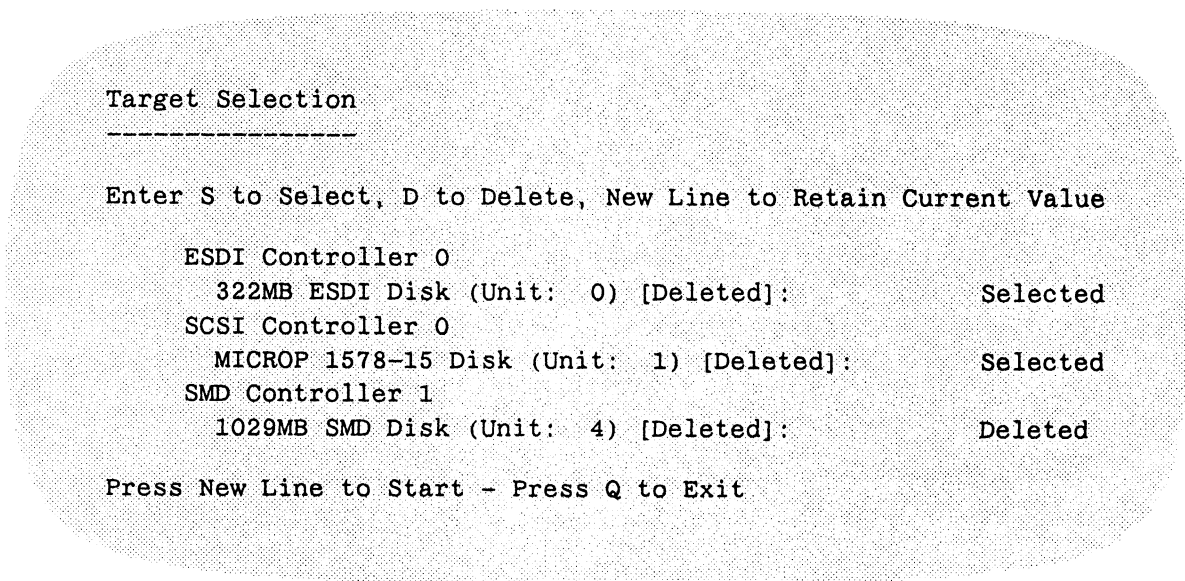 Target Selection
----------------
Enter S to Select, D to Delete, New Line to Retain Current Value
ESDI Controller 0
322MB ESDI Disk (Unit:  0) [Deleted]:            Selected
SCSI Controller 0
MICROP 1578-15 Disk (Unit:  1) [Deleted]:        Selected
SMD Controller 1
1029MB SMD Disk (Unit:  4) [Deleted]:            Deleted
Press New Line to Start - Press Q to Exit